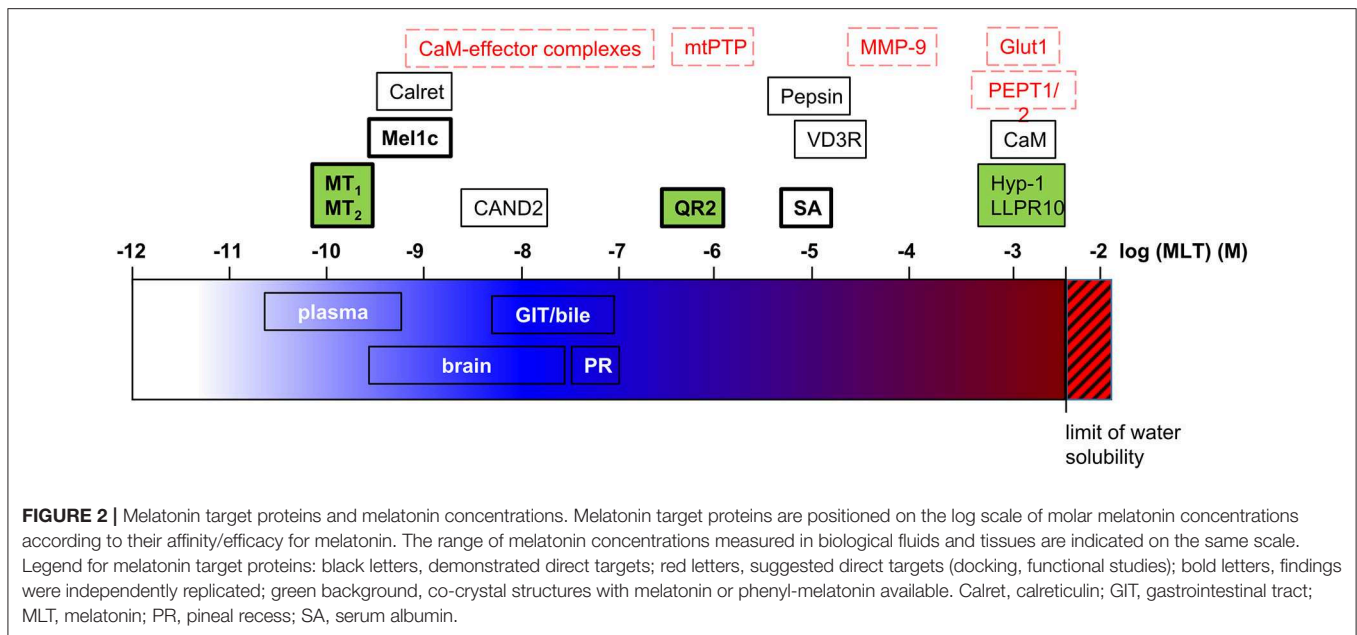 CaM-effector complexes mtPTP MMP-9 Glut1
Calret Pepsin PEPT1/
2
Mel1c VD3R CaM
MT₁
MT₂
CAND2 QR2 SA
Hyp-1
LLPR10
-12 -11 -10 -9 -8 -7 -6 -5 -4 -3 -2 log (MLT) (M)
plasma GIT/bile
brain PR
limit of water
solubility
FIGURE 2 | Melatonin target proteins and melatonin concentrations. Melatonin target proteins are positioned on the log scale of molar melatonin concentrations
according to their affinity/efficacy for melatonin. The range of melatonin concentrations measured in biological fluids and tissues are indicated on the same scale.
Legend for melatonin target proteins: black letters, demonstrated direct targets; red letters, suggested direct targets (docking, functional studies); bold letters, findings
were independently replicated; green background, co-crystal structures with melatonin or phenyl-melatonin available. Calret, calreticulin; GIT, gastrointestinal tract;
MLT, melatonin; PR, pineal recess; SA, serum albumin.